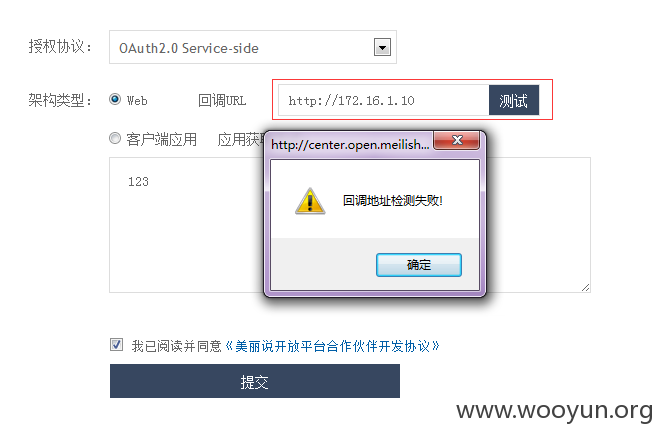 授权协议： OAuth2.0 Service-side
架构类型： Web 回调URL http://172.16.1.10 测试
客户端应用 应用获
http://center.open.meilish...
123
回调地址检测失败!
确定
我已阅读并同意《美丽说开放平台合作伙伴开发协议》
提交
www.wooyun.org